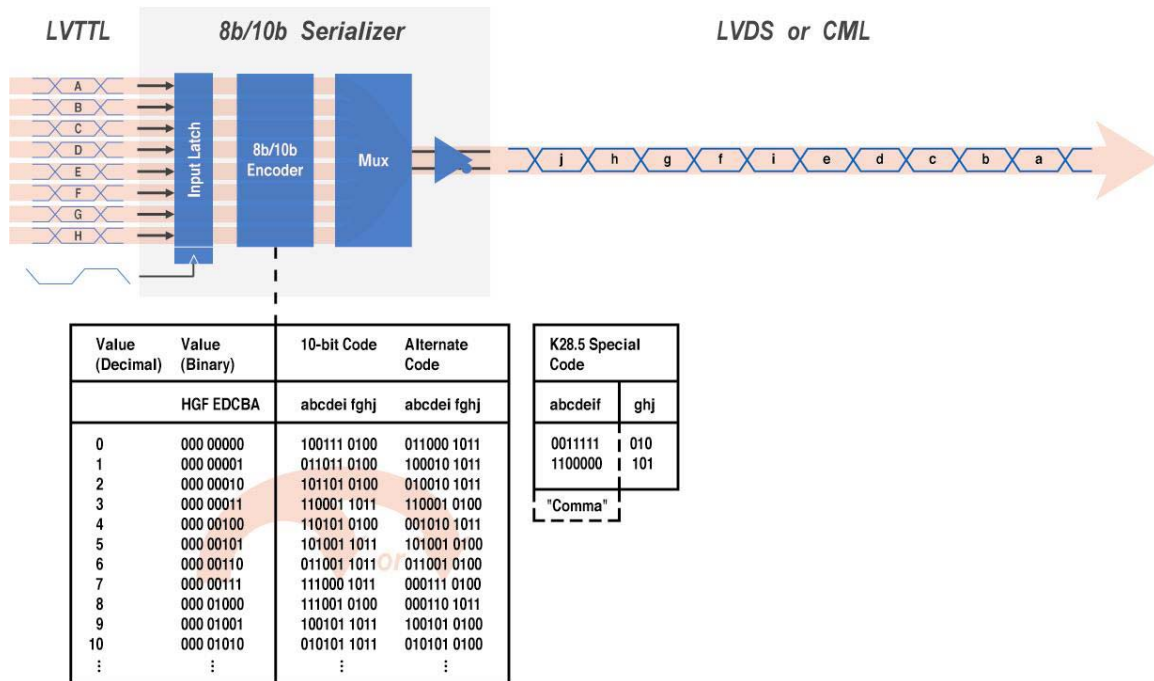 LVTTL 8b/10b Serializer LVDS or CML
A
B
C
D
E
F
G
H
Input Latch
8b/10b
Encoder
Mux
j h g f i e d c b a
Value Value 10-bit Code Alternate
(Decimal) (Binary) Code
HGF EDCBA abcdei fghj abcdei fghj
0 000 00000 100111 0100 011000 1011
1 000 00001 011011 0100 100010 1011
2 000 00010 101101 0100 010010 1011
3 000 00011 110001 1011 110001 0100
4 000 00100 110101 0100 001010 1011
5 000 00101 101001 1011 101001 0100
6 000 00110 011001 1011 011001 0100
7 000 00111 111000 1011 000111 0100
8 000 01000 111001 0100 000110 1011
9 000 01001 100101 1011 100101 0100
10 000 01010 010101 1011 010101 0100
⋮ ⋮ ⋮ ⋮
or
K28.5 Special
Code
abcdeif ghj
0011111 010
1100000 101
"Comma"